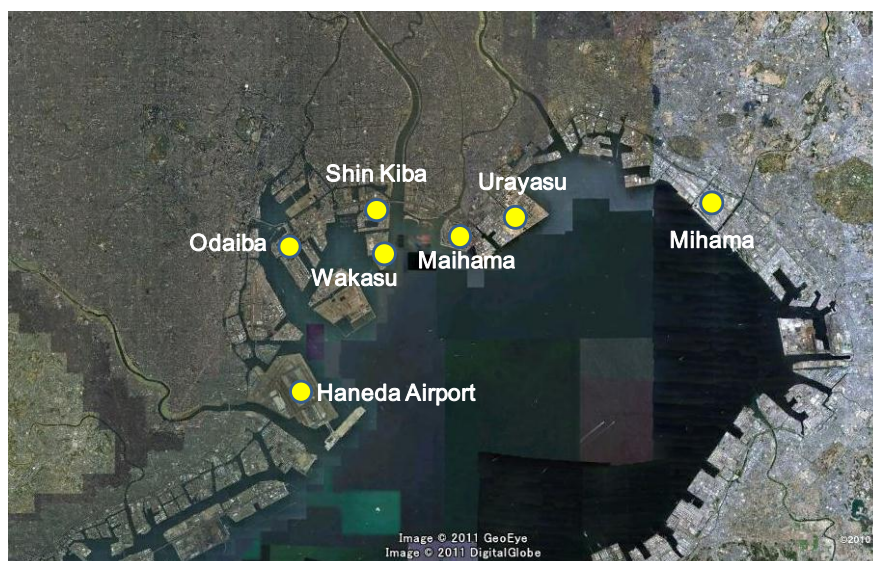 Shin Kiba
Urayasu
Odaiba
Wakasu
Maihama
Mihama
Haneda Airport
Image © 2011 GeoEye
Image © 2011 DigitalGlobe
©2010